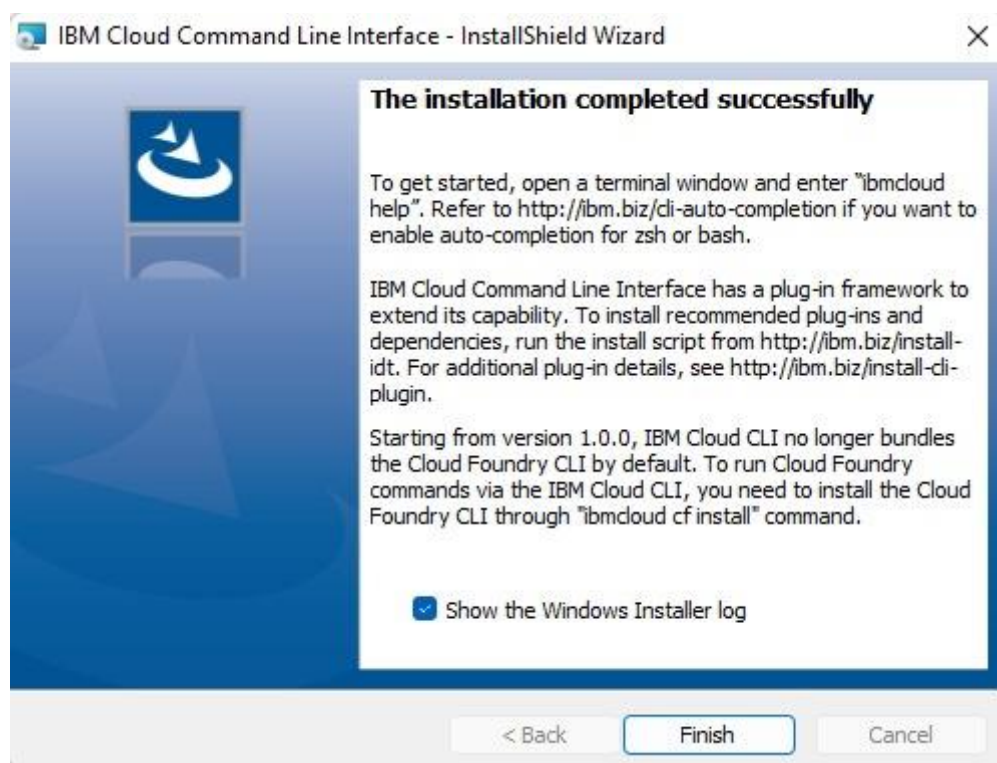 IBM Cloud Command Line Interface - InstallShield Wizard
The installation completed successfully
To get started, open a terminal window and enter “ibmcloud
help”. Refer to http://ibm.biz/cli-auto-completion if you want to
enable auto-completion for zsh or bash.
IBM Cloud Command Line Interface has a plug-in framework to
extend its capability. To install recommended plug-ins and
dependencies, run the install script from http://ibm.biz/install-
idt. For additional plug-in details, see http://ibm.biz/install-cli-
plugin.
Starting from version 1.0.0, IBM Cloud CLI no longer bundles
the Cloud Foundry CLI by default. To run Cloud Foundry
commands via the IBM Cloud CLI, you need to install the Cloud
Foundry CLI through "ibmcloud cf install" command.
Show the Windows Installer log
< Back Finish Cancel